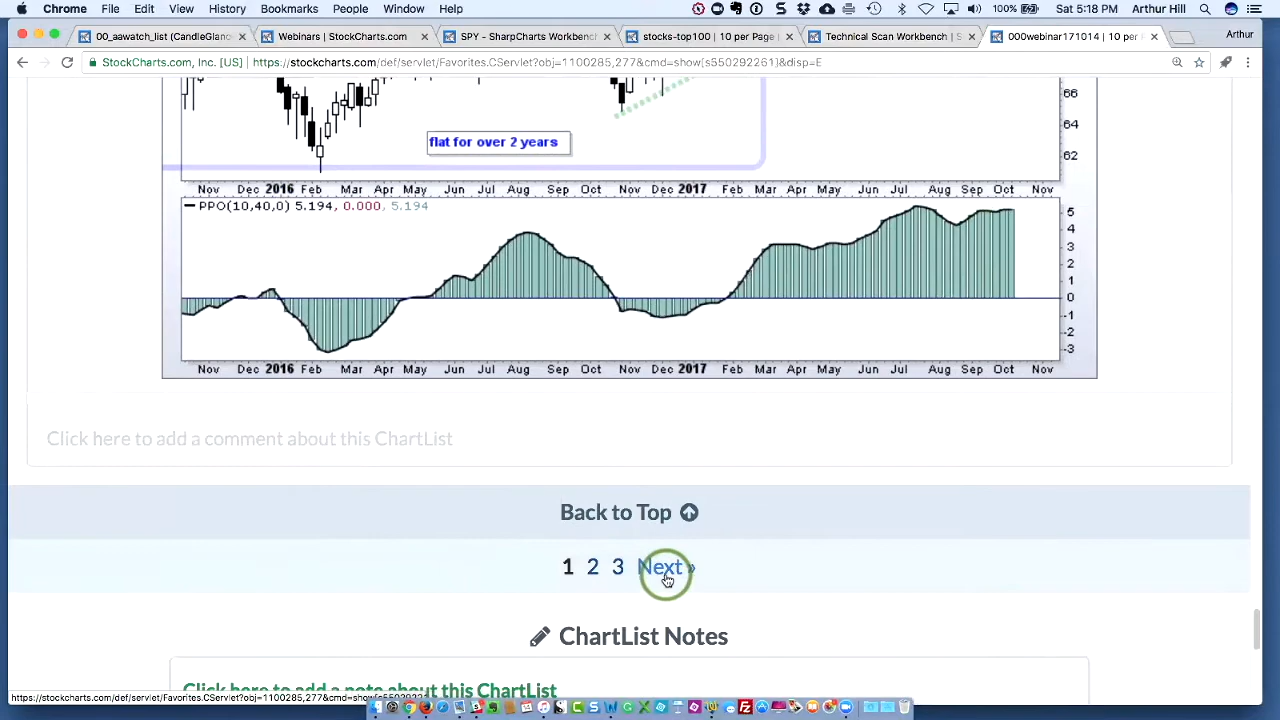 Chrome File Edit View History Bookmarks People Window Help 100% Sat 5:18 PM Arthur Hill
00_aawatch_list (CandleGlanc Webinars | StockCharts.com SPY - SharpCharts Workbench stocks-top100 | 10 per Page | Technical Scan Workbench | S 000webinar171014 | 10 per P Arthur
StockCharts.com, Inc. [US] https://stockcharts.com/def/servlet/Favorites.CServlet?obj=1100285,277&cmd=show[s550292261]&disp=E
66
64
flat for over 2 years
62
Nov Dec 2016 Feb Mar Apr May Jun Jul Aug Sep Oct Nov Dec 2017 Feb Mar Apr May Jun Jul Aug Sep Oct Nov
PPO(10,40,0) 5.194, 0.000, 5.194
5
4
3
2
1
0
-1
-2
-3
Nov Dec 2016 Feb Mar Apr May Jun Jul Aug Sep Oct Nov Dec 2017 Feb Mar Apr May Jun Jul Aug Sep Oct Nov
Click here to add a comment about this ChartList
Back to Top
1 2 3 Next »
ChartList Notes
Click here to add a note about this ChartList